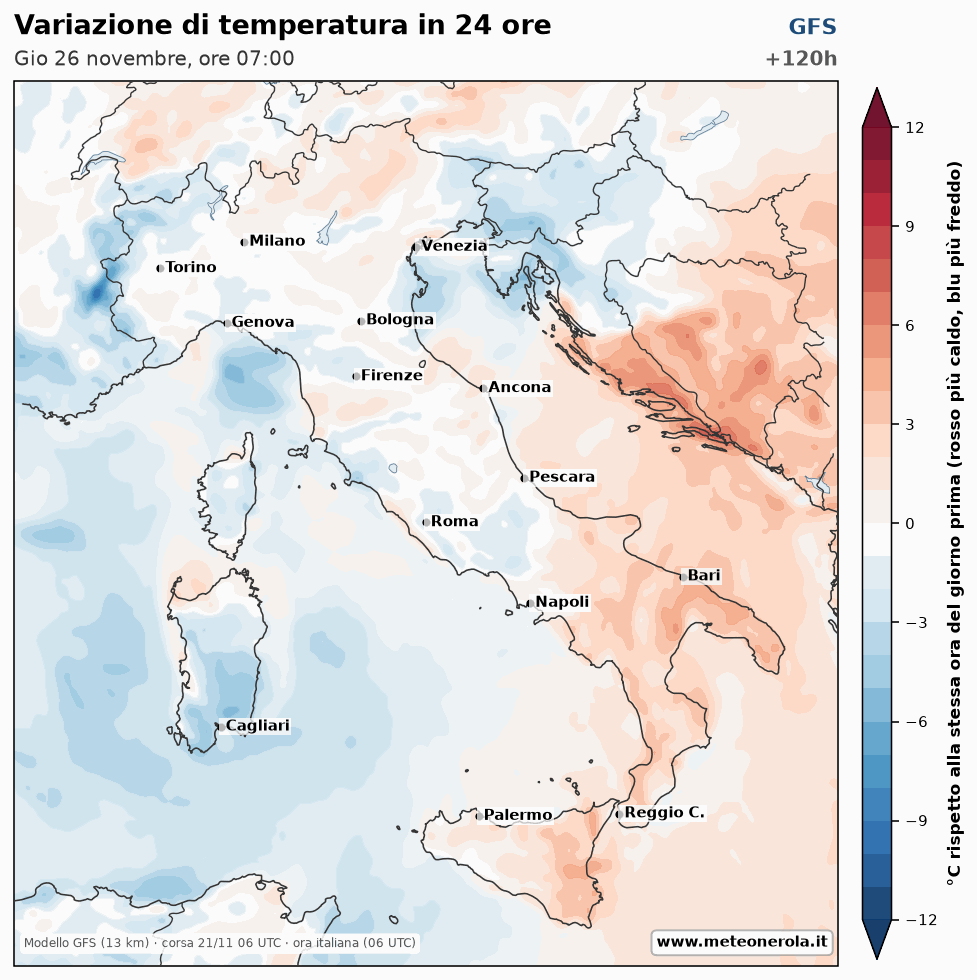 Variazione di temperatura in 24 ore
GFS
Gio 26 novembre, ore 07:00
+120h
Milano
Venezia
Torino
Genova
Bologna
Firenze
Ancona
Pescara
Roma
Bari
Napoli
Cagliari
Palermo
Reggio C.
12
9
6
3
0
−3
−6
−9
−12
°C rispetto alla stessa ora del giorno prima (rosso più caldo, blu più freddo)
Modello GFS (13 km) · corsa 21/11 06 UTC · ora italiana (06 UTC)
www.meteonerola.it